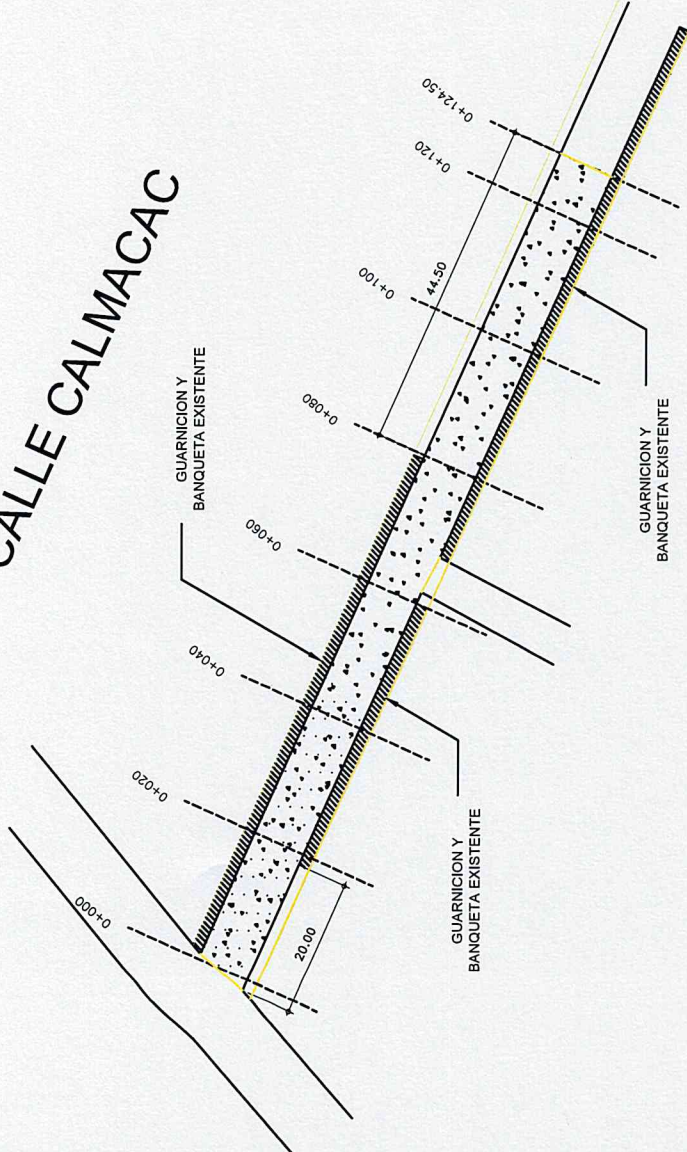 CALLE CALMACAC
0+124.50
0+120
44.50
0+100
0+080
GUARNICION Y
BANQUETA EXISTENTE
0+060
GUARNICION Y
BANQUETA EXISTENTE
0+040
0+020
GUARNICION Y
BANQUETA EXISTENTE
0+000
20.00